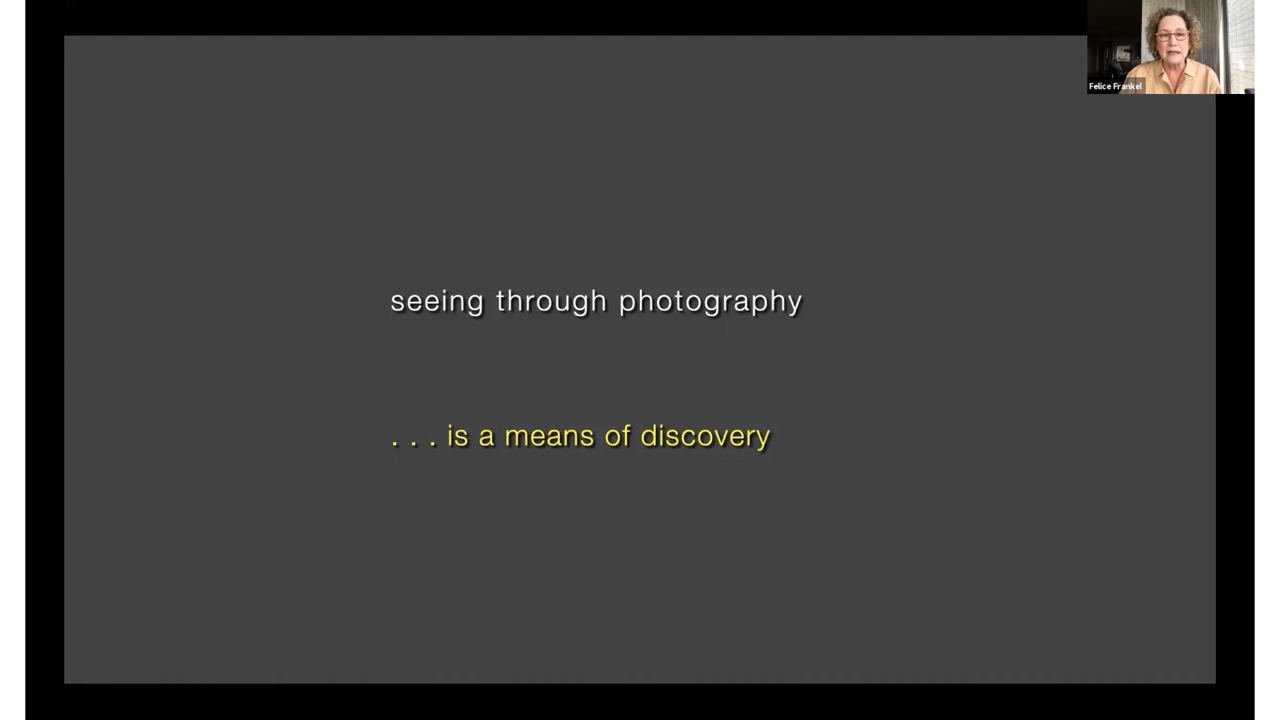 Felice Frankel
seeing through photography
. . . is a means of discovery